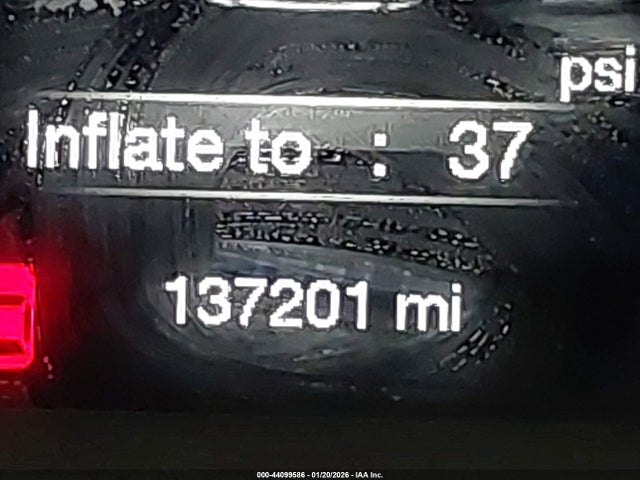 psi
Inflate to : 37
137201 mi
000-44099586 - 01/20/2026 - IAA Inc.